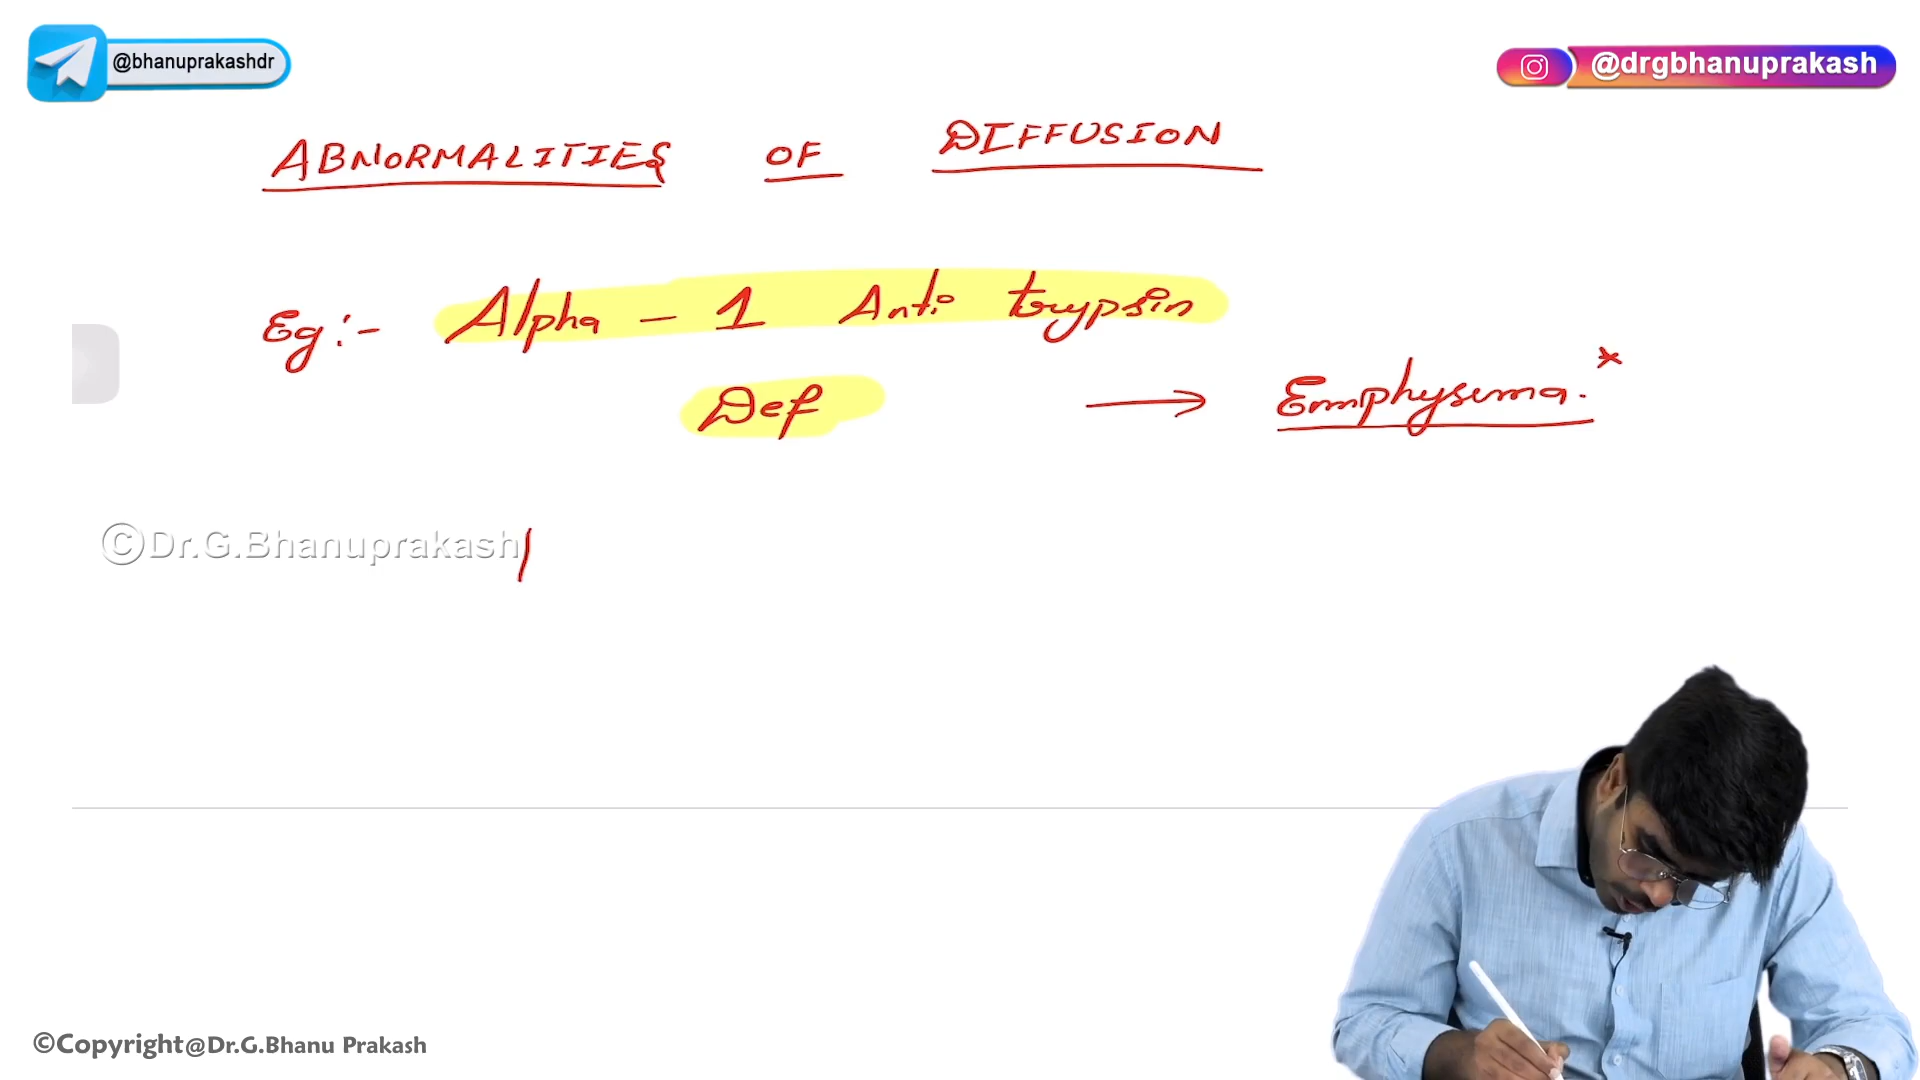 @bhanuprakashdr
@drgbhanuprakash
ABNORMALITIES OF DIFFUSION
Eg:- Alpha - 1 Anti trypsin
Def → Emphysema.*
©Dr.G.Bhanuprakash
©Copyright@Dr.G.Bhanu Prakash